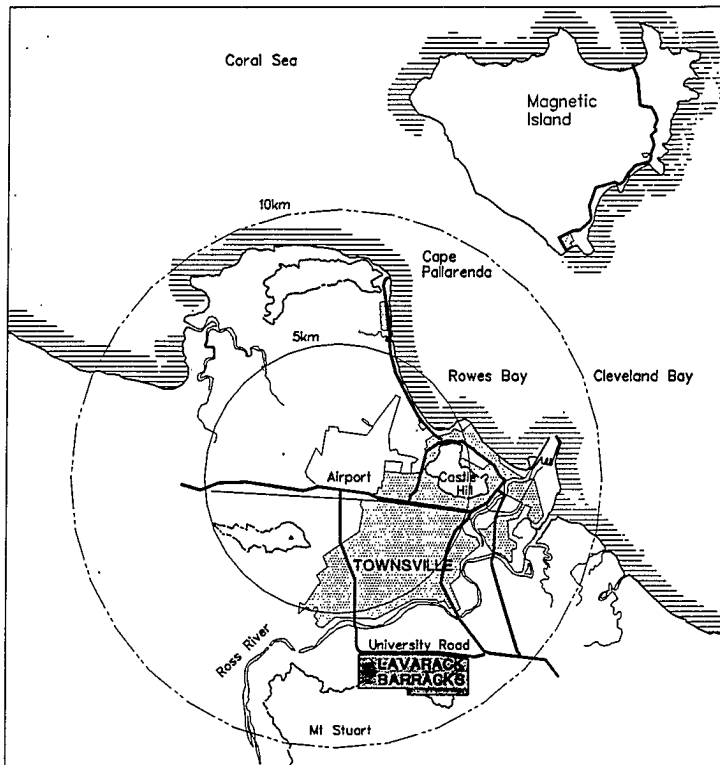 Coral Sea
Magnetic
Island
10km
Cape
Pallarenda
5km
Rowes Bay
Cleveland Bay
Airport
Castle
Hill
TOWNSVILLE
Ross River
University Road
LAVARACK
BARRACKS
Mt Stuart